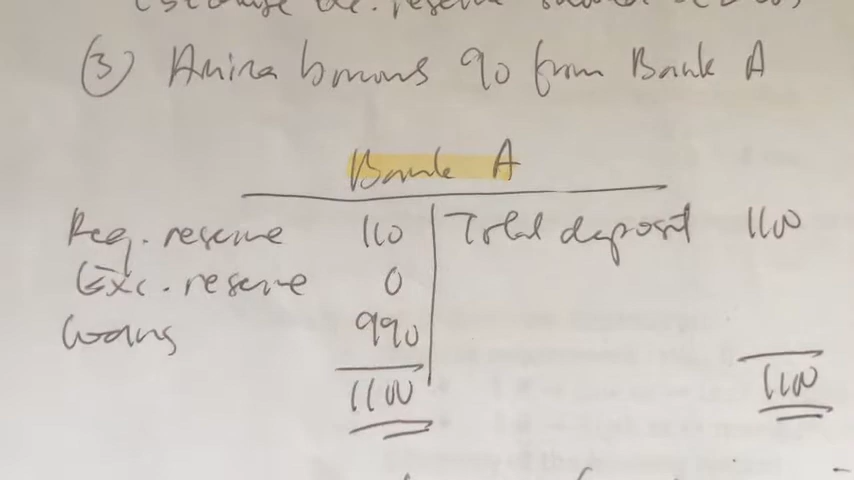 ③ Amira borrows 90 from Bank A
Bank A
Req. reserve 110 Total deposit 1100
Exc. reserve 0
Loans 990
1100 1100